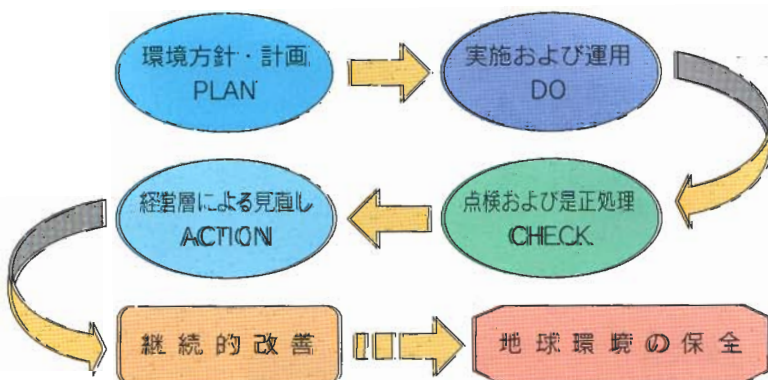 環境方針・計画
PLAN
実施および運用
DO
点検および是正処理
CHECK
経営層による見直し
ACTION
継続的改善
地球環境の保全